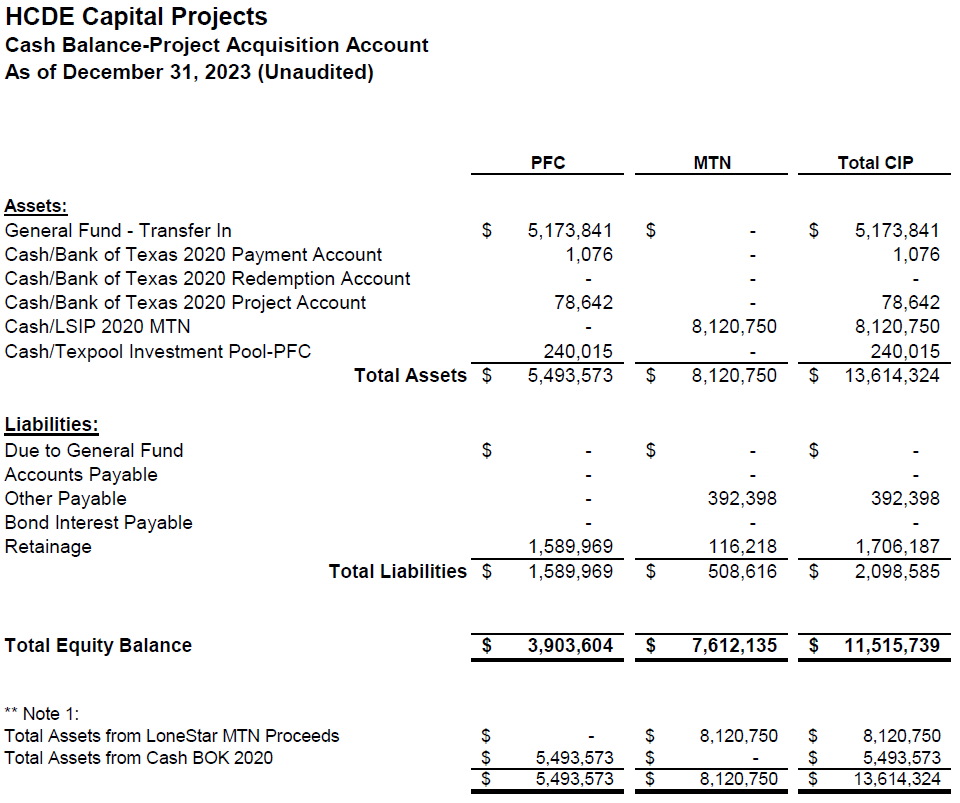 HCDE Capital Projects
Cash Balance-Project Acquisition Account
As of December 31, 2023 (Unaudited)
PFC MTN Total CIP
Assets:
General Fund - Transfer In $ 5,173,841 $ - $ 5,173,841
Cash/Bank of Texas 2020 Payment Account 1,076 - 1,076
Cash/Bank of Texas 2020 Redemption Account - - -
Cash/Bank of Texas 2020 Project Account 78,642 - 78,642
Cash/LSIP 2020 MTN - 8,120,750 8,120,750
Cash/Texpool Investment Pool-PFC 240,015 - 240,015
Total Assets $ 5,493,573 $ 8,120,750 $ 13,614,324
Liabilities:
Due to General Fund $ - $ - $ -
Accounts Payable - - -
Other Payable - 392,398 392,398
Bond Interest Payable - - -
Retainage 1,589,969 116,218 1,706,187
Total Liabilities $ 1,589,969 $ 508,616 $ 2,098,585
Total Equity Balance $ 3,903,604 $ 7,612,135 $ 11,515,739
** Note 1:
Total Assets from LoneStar MTN Proceeds $ - $ 8,120,750 $ 8,120,750
Total Assets from Cash BOK 2020 $ 5,493,573 $ - $ 5,493,573
$ 5,493,573 $ 8,120,750 $ 13,614,324